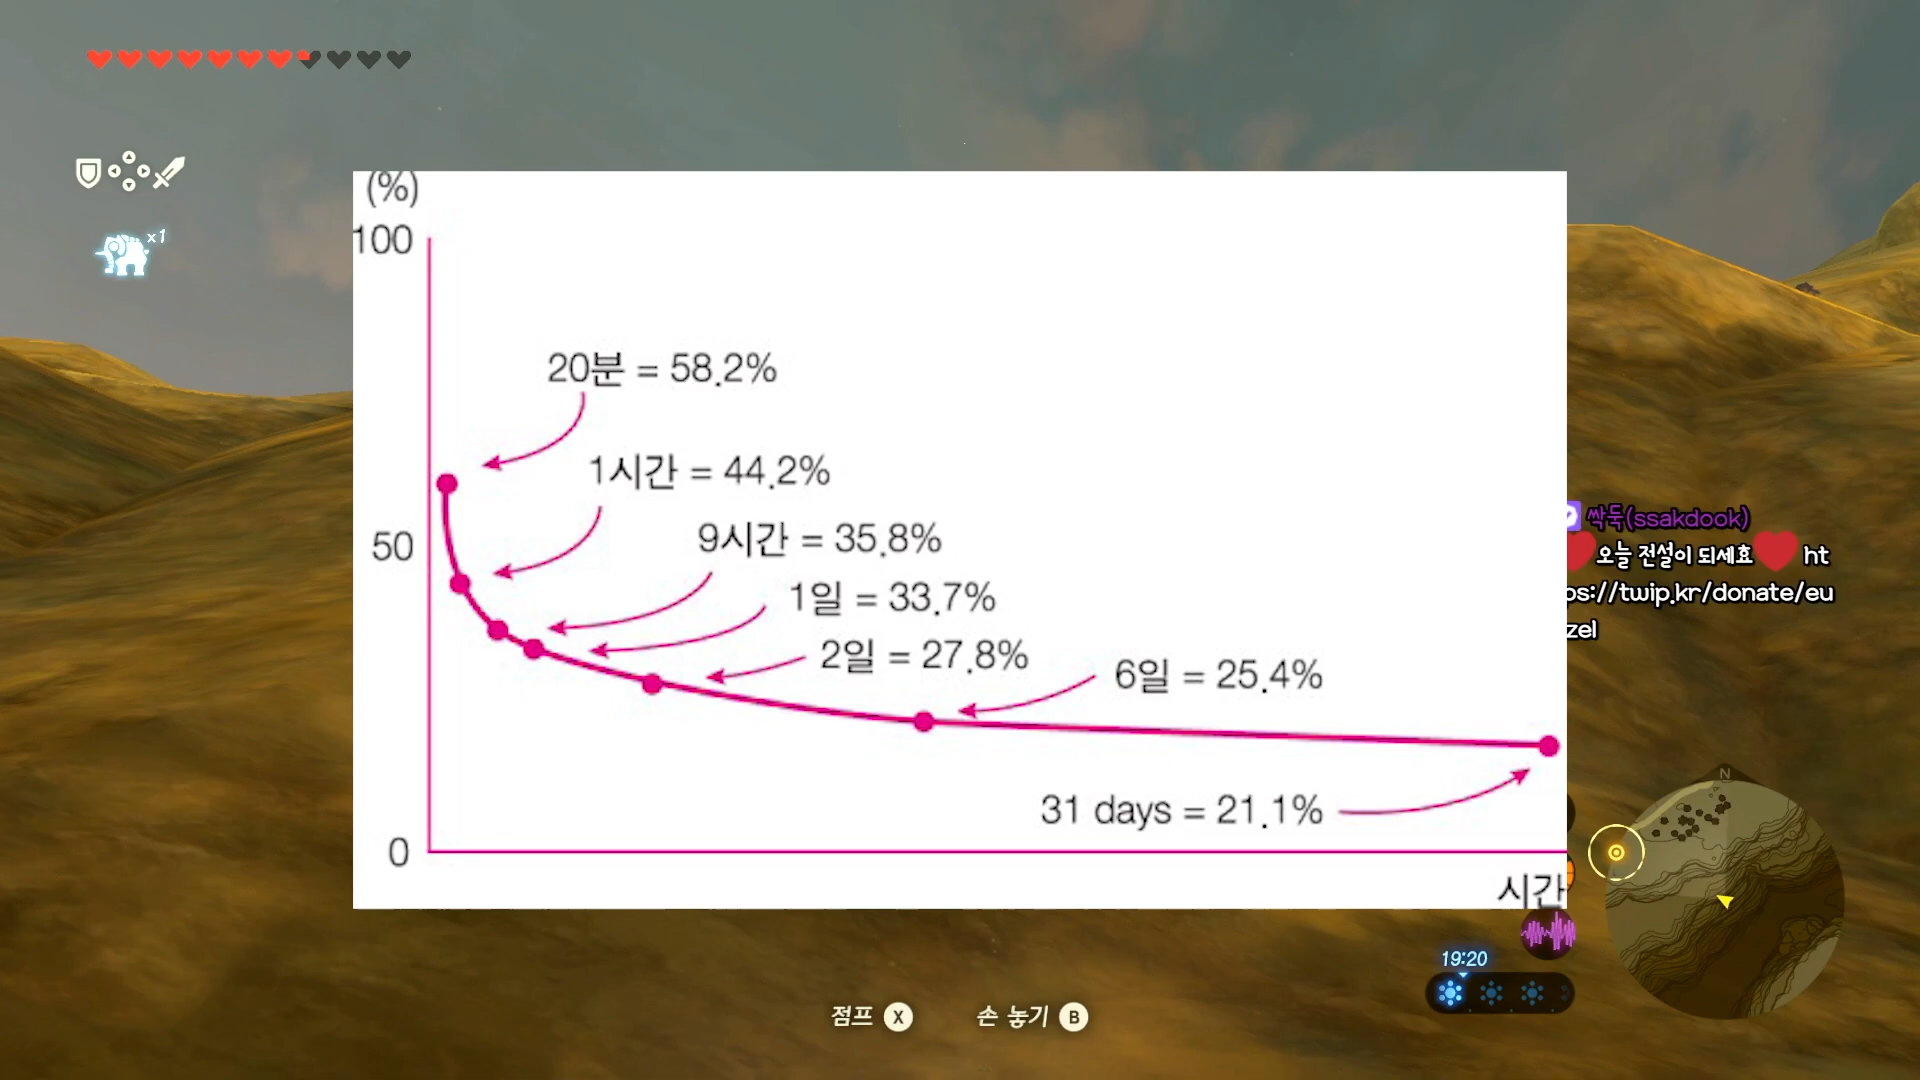 x1
(%)
100
20분 = 58.2%
1시간 = 44.2%
50
9시간 = 35.8%
1일 = 33.7%
2일 = 27.8%
6일 = 25.4%
31 days = 21.1%
0
시간
싹둑(ssakdook)
오늘 전설이 되세효 ht
ps://twip.kr/donate/eu
zel
N
19:20
점프 X
손 놓기 B